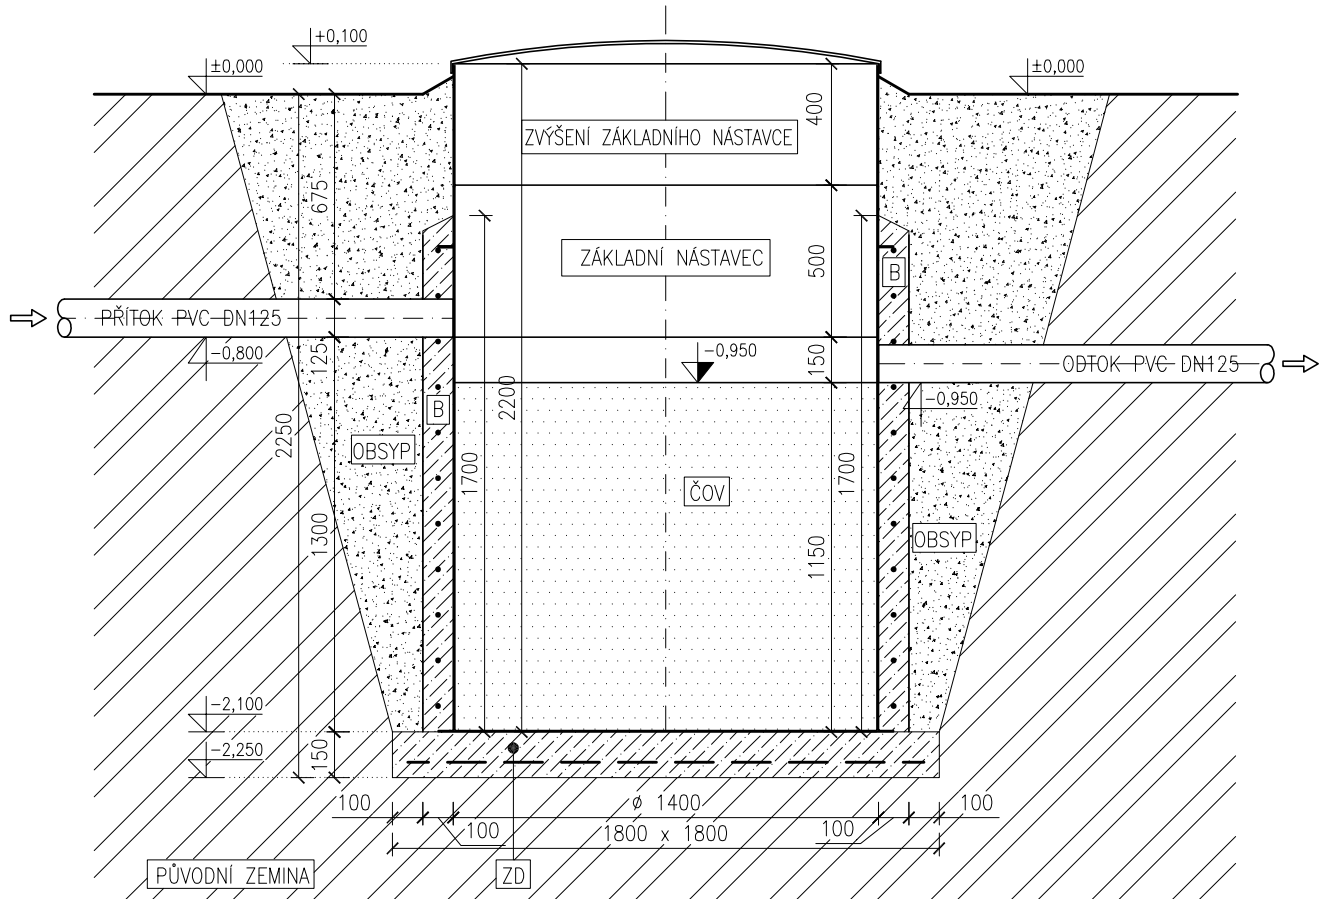 +0,100
±0,000
±0,000
400
ZVÝŠENÍ ZÁKLADNÍHO NÁSTAVCE
675
500
ZÁKLADNÍ NÁSTAVEC
B
PŘÍTOK PVC DN125
-0,800
125
-0,950
150
ODTOK PVC DN125
-0,950
2200
B
2250
OBSYP
1700
1700
ČOV
1300
1150
OBSYP
-2,100
-2,250
150
100
ø 1400
100
100
1800 x 1800
100
PŮVODNÍ ZEMINA
ZD